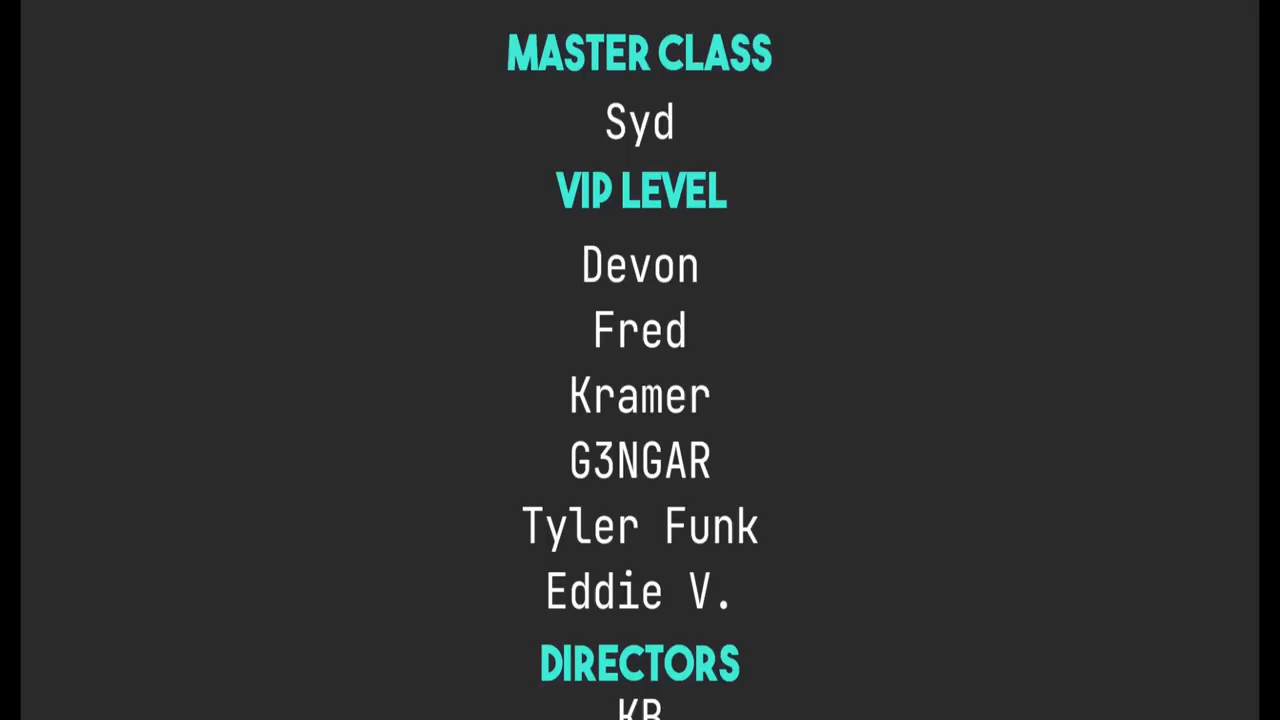 MASTER CLASS
Syd
VIP LEVEL
Devon
Fred
Kramer
G3NGAR
Tyler Funk
Eddie V.
DIRECTORS